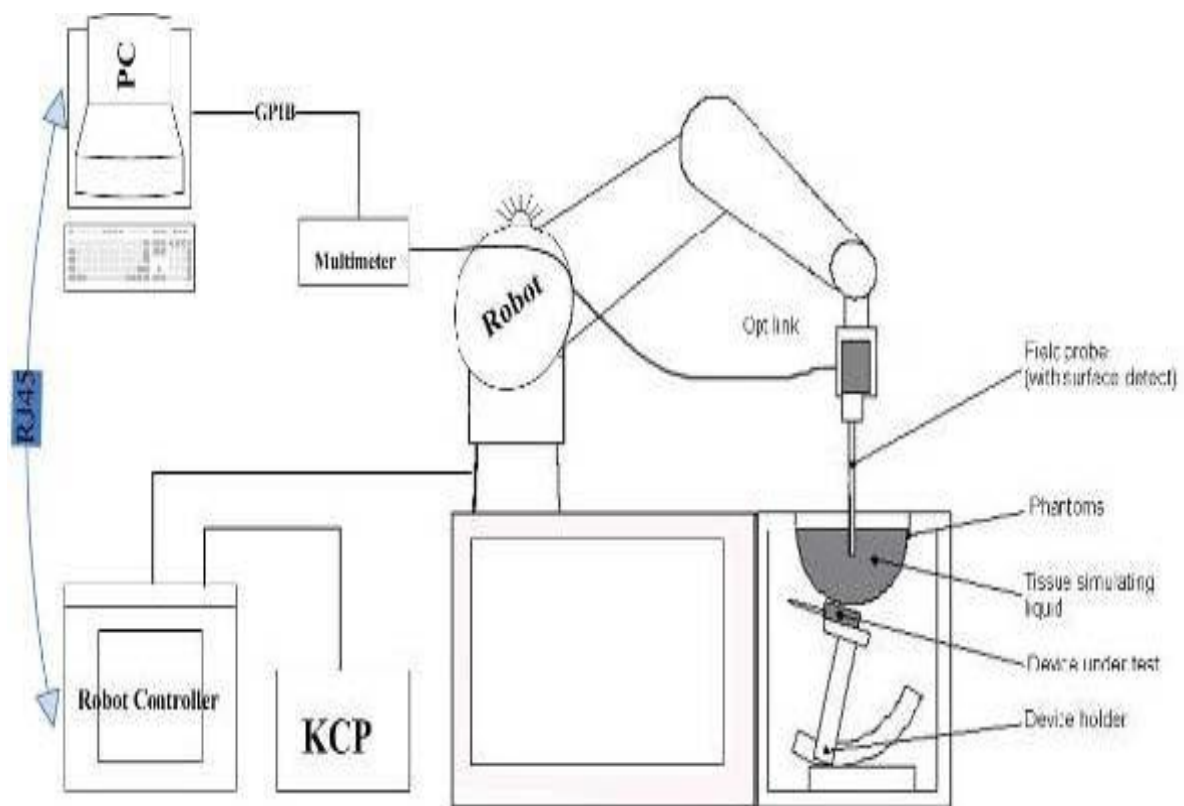 PC
GPIB
Multimeter
Robot
Opt link
Field probe
(with surface detect)
Phantoms
Tissue simulating
liquid
Device under test
Device holder
RJ45
Robot Controller
KCP